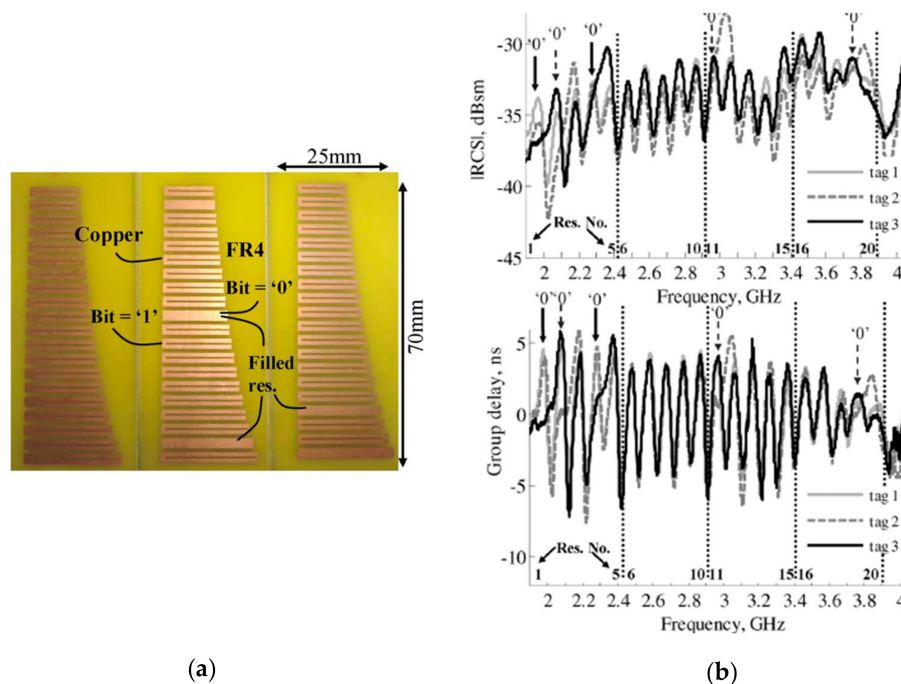 25mm
Copper
FR4
Bit = ‘0’
Bit = ‘1’
Filled
res.
70mm
(a)
|RCS|, dBsm
-30
-35
-40
-45
‘0’ ‘0’ ‘0’ ‘0’ ‘0’
tag 1
tag 2
tag 3
Res. No.
1 5 6 10 11 15 16 20
2 2.2 2.4 2.6 2.8 3 3.2 3.4 3.6 3.8 4
Frequency, GHz
Group delay, ns
5
0
-5
-10
‘0’ ‘0’ ‘0’ ‘0’ ‘0’
tag 1
tag 2
tag 3
Res. No.
1 5 6 10 11 15 16 20
2 2.2 2.4 2.6 2.8 3 3.2 3.4 3.6 3.8 4
Frequency, GHz
(b)